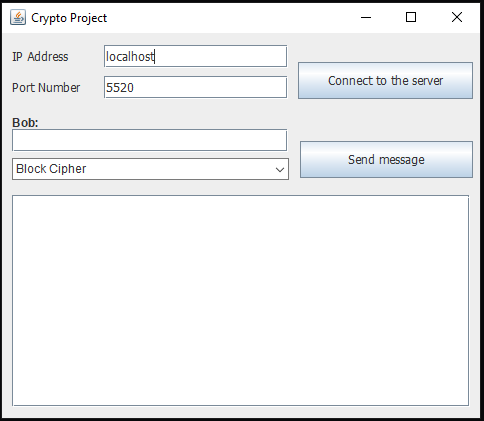 Crypto Project
IP Address localhost
Connect to the server
Port Number 5520
Bob:
Send message
Block Cipher